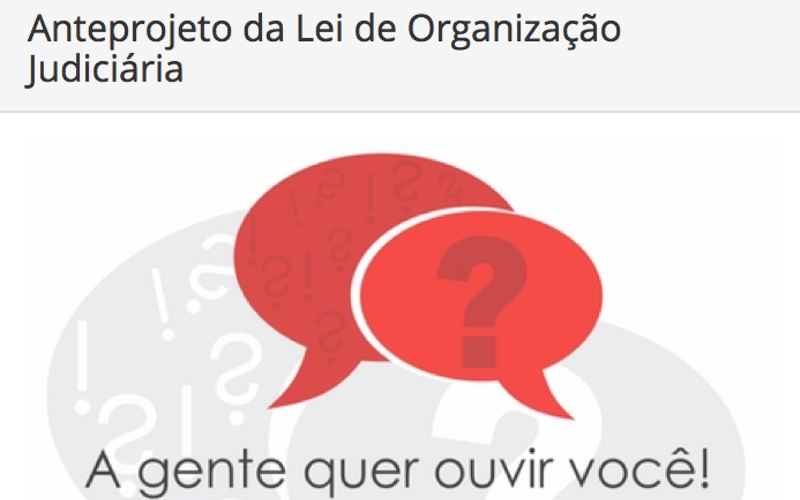 Anteprojeto da Lei de Organização
Judiciária
?
A gente quer ouvir você!